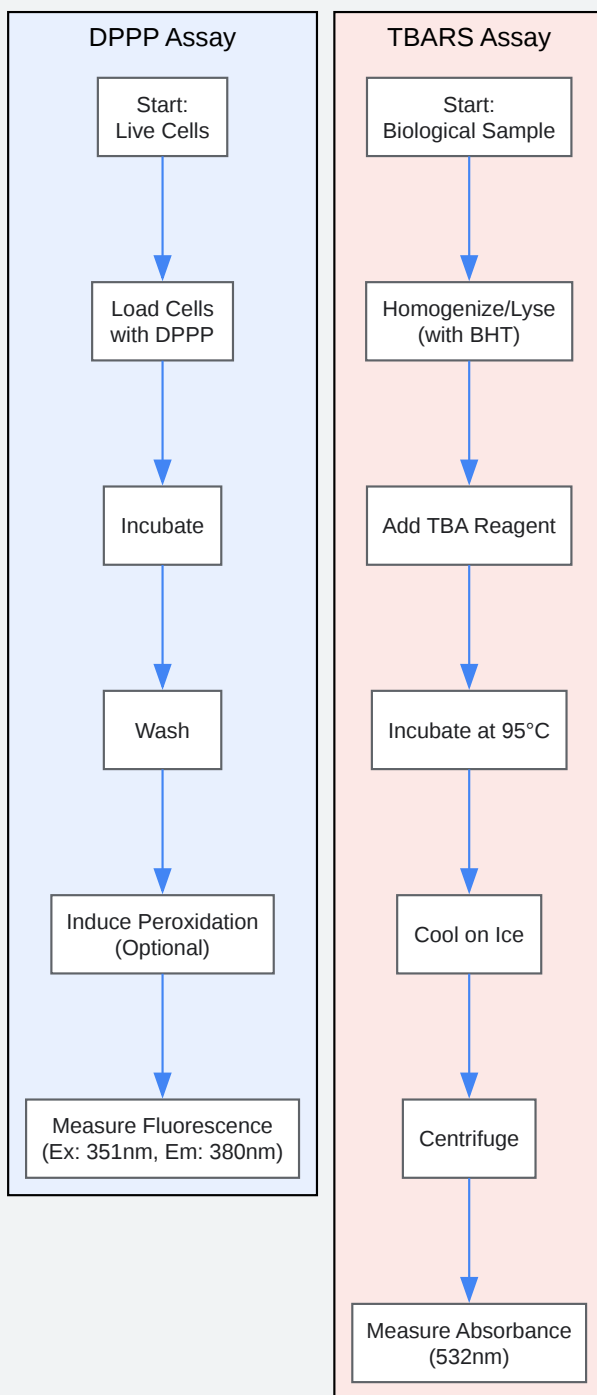 DPPP Assay
Start:
Live Cells
Load Cells
with DPPP
Incubate
Wash
Induce Peroxidation
(Optional)
Measure Fluorescence
(Ex: 351nm, Em: 380nm)
TBARS Assay
Start:
Biological Sample
Homogenize/Lyse
(with BHT)
Add TBA Reagent
Incubate at 95°C
Cool on Ice
Centrifuge
Measure Absorbance
(532nm)